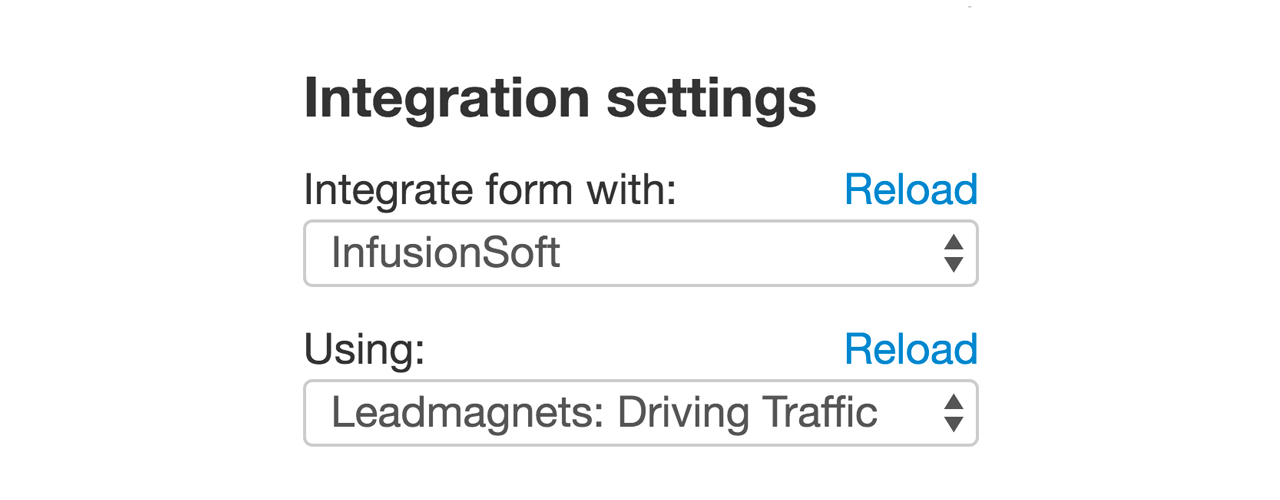 Integration settings
Integrate form with: Reload
InfusionSoft
Using: Reload
Leadmagnets: Driving Traffic